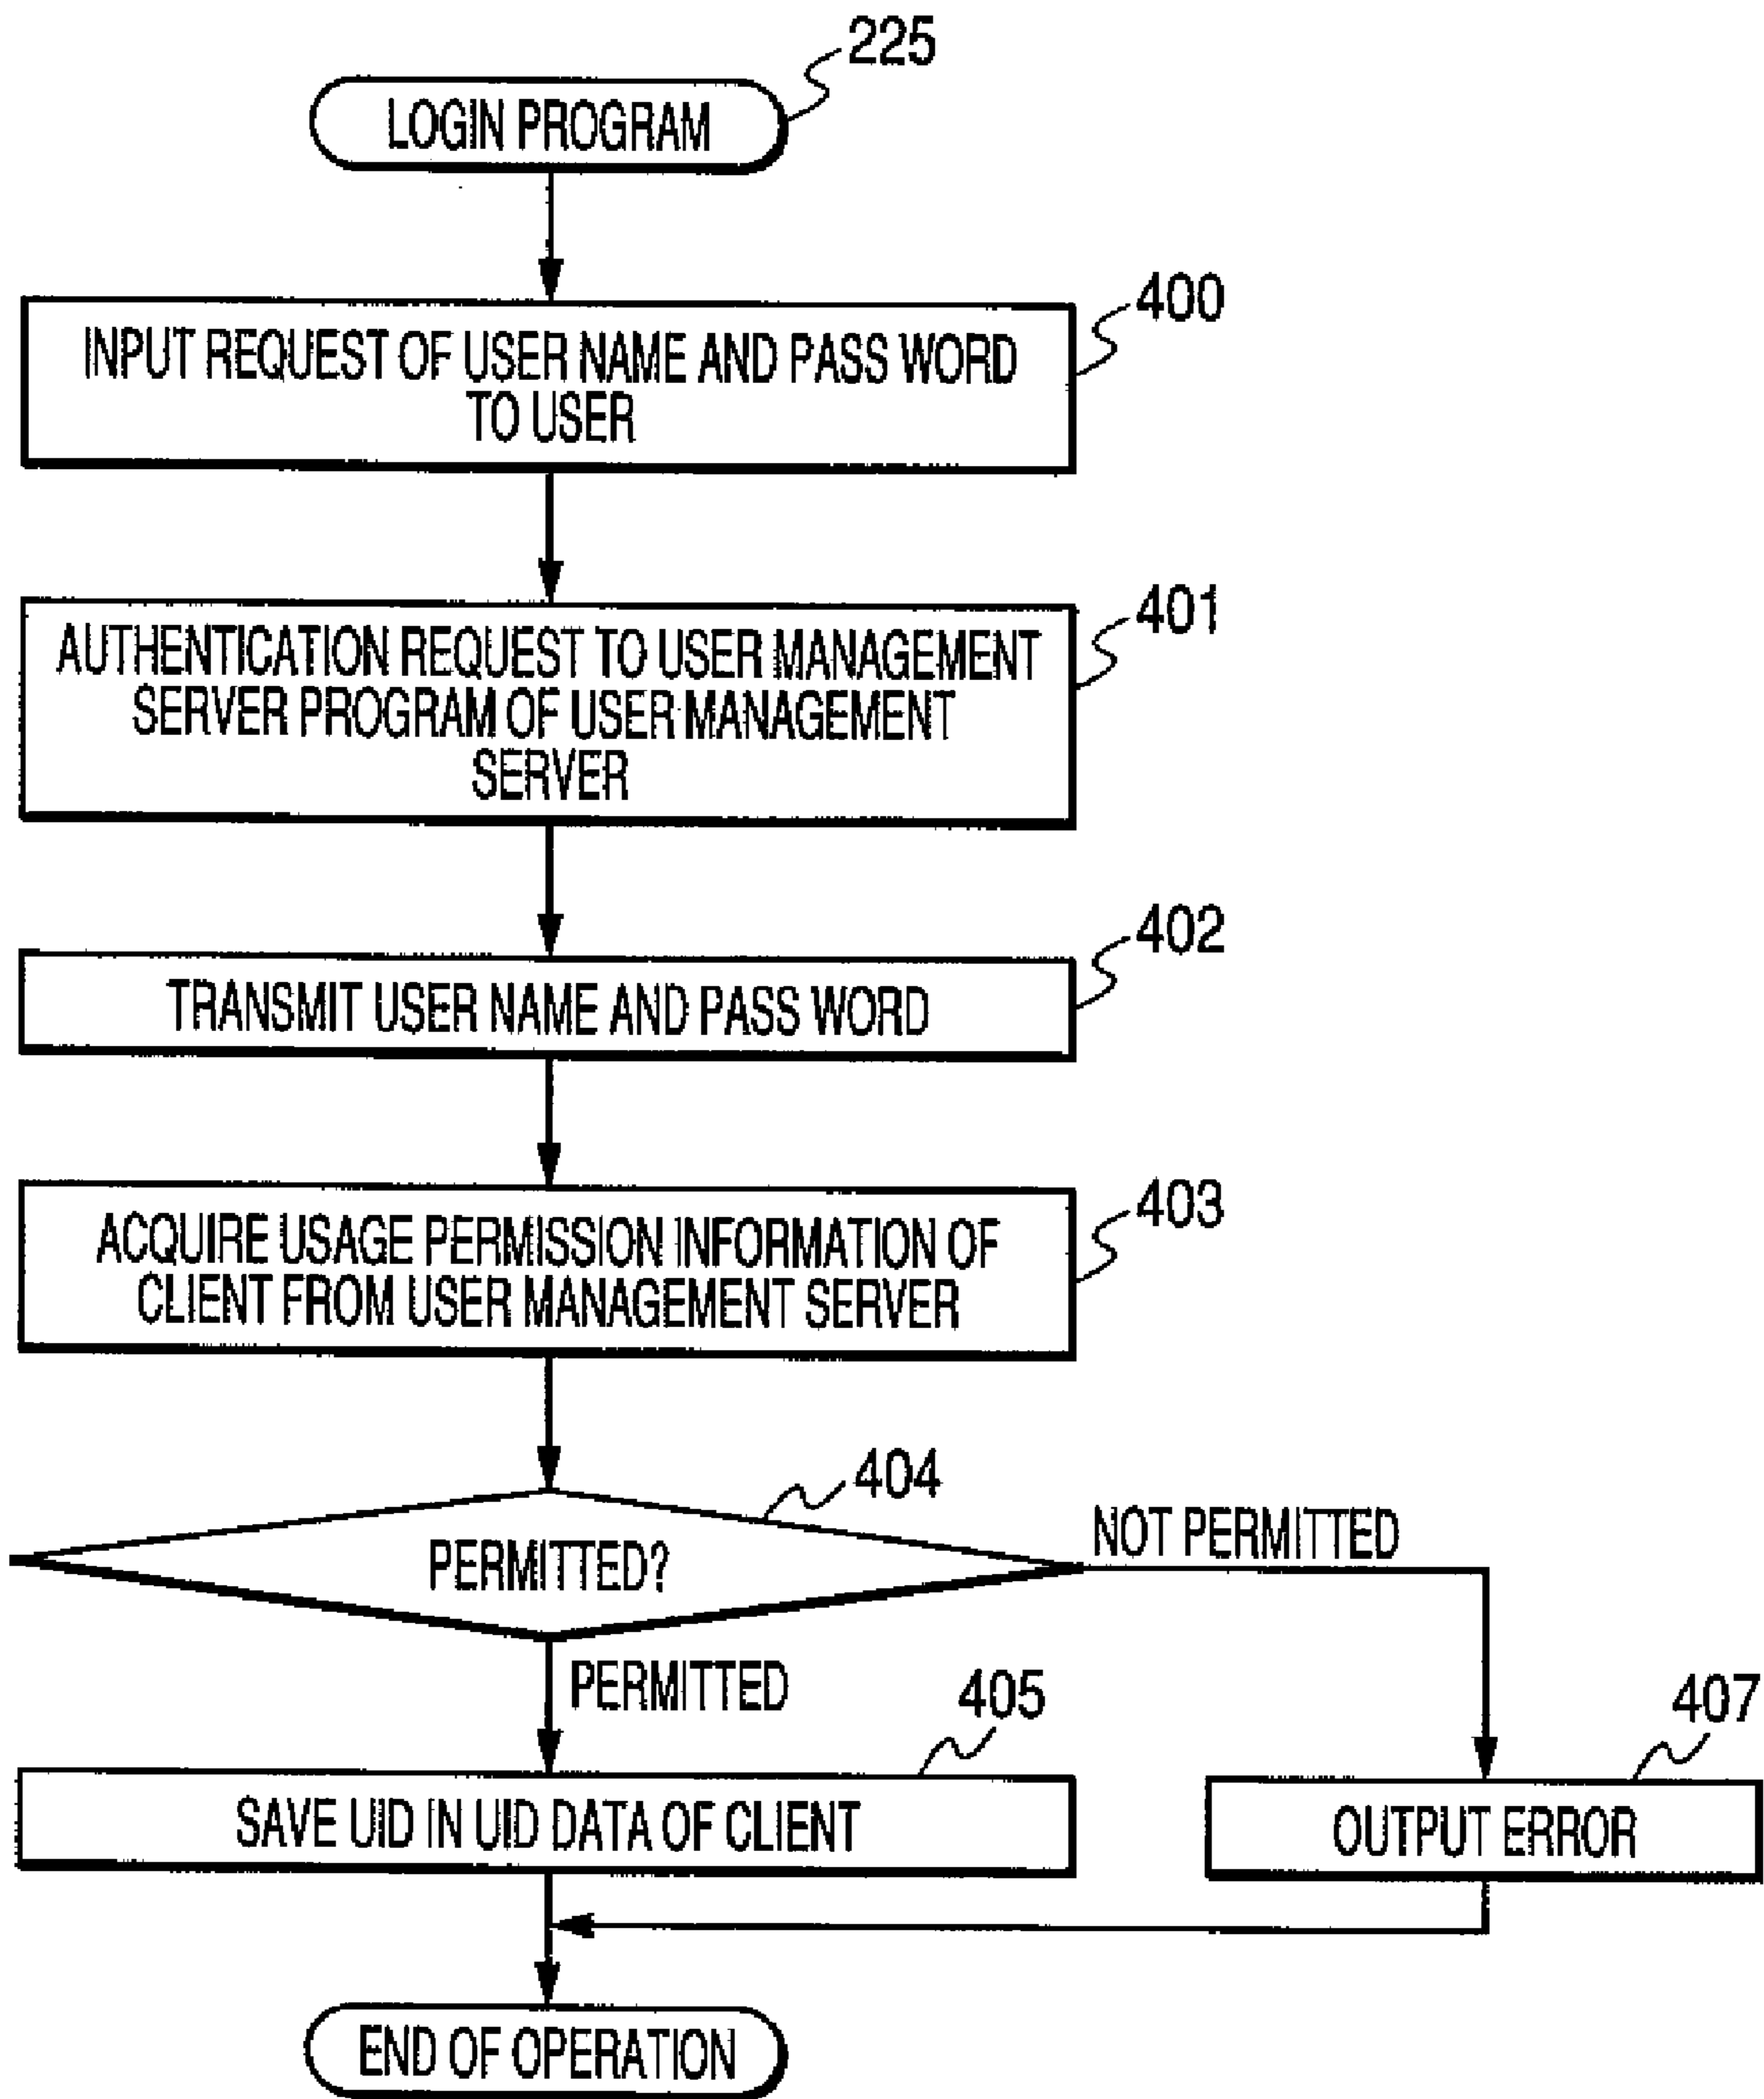 225
LOGIN PROGRAM
400
INPUT REQUEST OF USER NAME AND PASS WORD
TO USER
401
AUTHENTICATION REQUEST TO USER MANAGEMENT
SERVER PROGRAM OF USER MANAGEMENT
SERVER
402
TRANSMIT USER NAME AND PASS WORD
403
ACQUIRE USAGE PERMISSION INFORMATION OF
CLIENT FROM USER MANAGEMENT SERVER
404
PERMITTED?
NOT PERMITTED
PERMITTED
405
SAVE UID IN UID DATA OF CLIENT
407
OUTPUT ERROR
END OF OPERATION